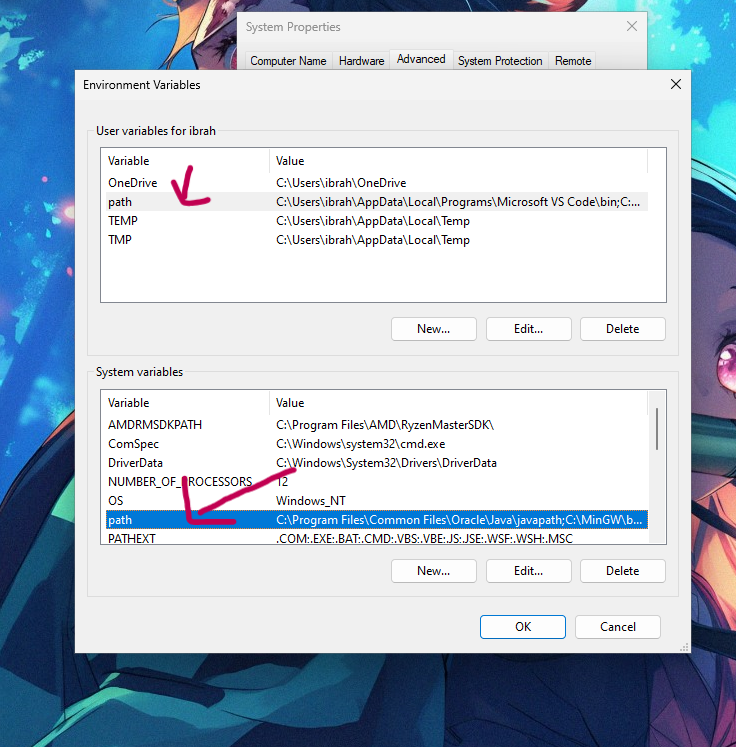 System Properties
Computer Name Hardware Advanced System Protection Remote
Environment Variables
User variables for ibrah
Variable Value
OneDrive C:\Users\ibrah\OneDrive
path C:\Users\ibrah\AppData\Local\Programs\Microsoft VS Code\bin;C:...
TEMP C:\Users\ibrah\AppData\Local\Temp
TMP C:\Users\ibrah\AppData\Local\Temp
New... Edit... Delete
System variables
Variable Value
AMDRMSDKPATH C:\Program Files\AMD\RyzenMasterSDK\
ComSpec C:\Windows\system32\cmd.exe
DriverData C:\Windows\System32\Drivers\DriverData
NUMBER_OF_PROCESSORS 12
OS Windows_NT
path C:\Program Files\Common Files\Oracle\Java\javapath;C:\MinGW\b...
PATHEXT .COM;.EXE;.BAT;.CMD;.VBS;.VBE;.JS;.JSE;.WSF;.WSH;.MSC
New... Edit... Delete
OK Cancel